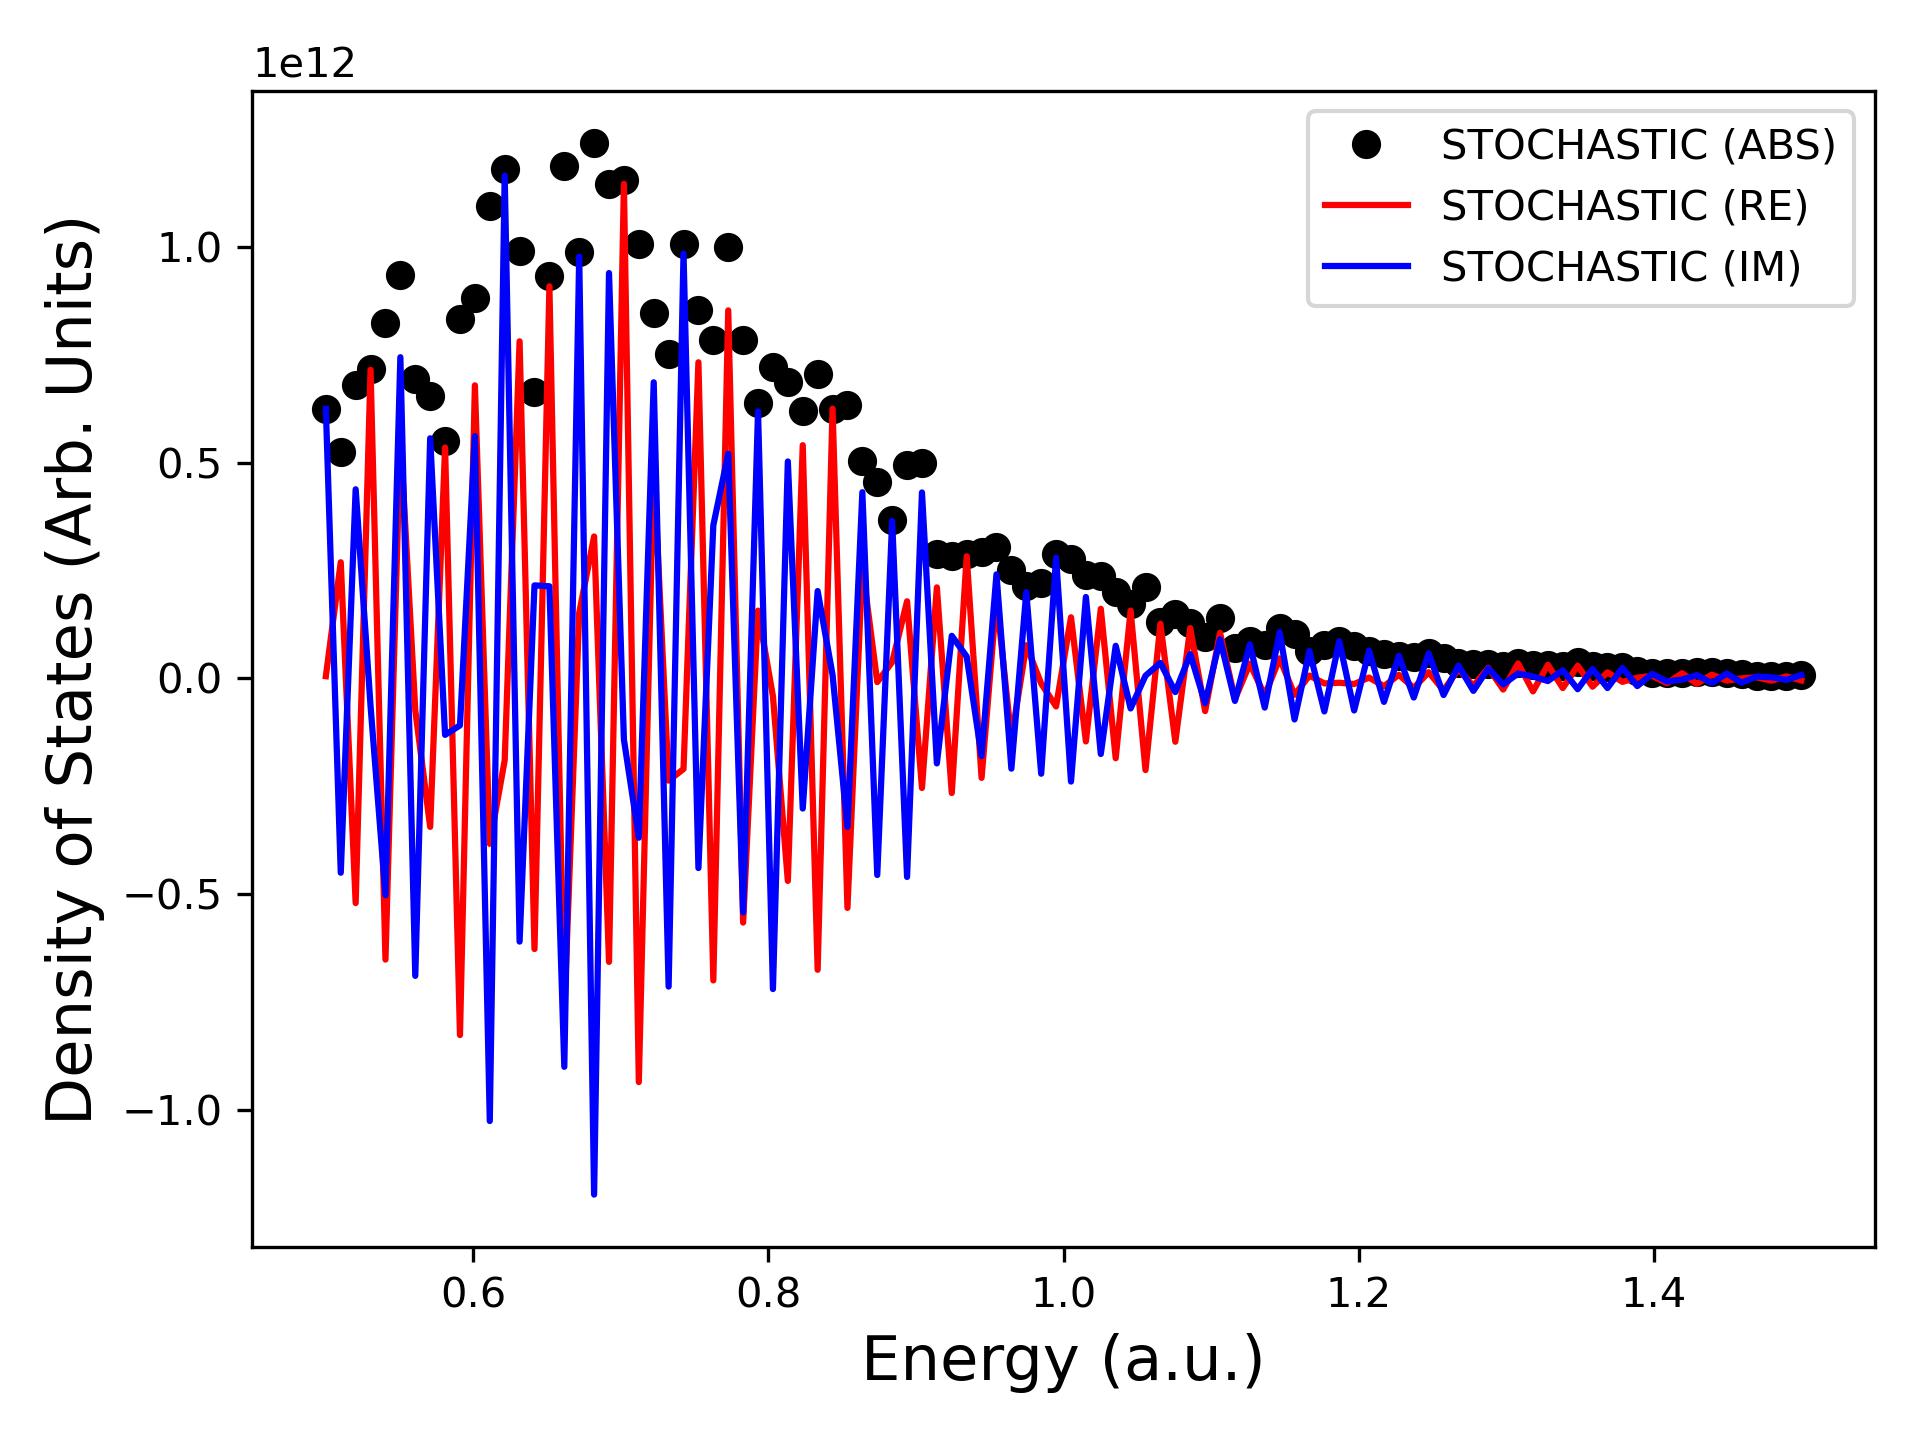 1e12
STOCHASTIC (ABS)
STOCHASTIC (RE)
STOCHASTIC (IM)
Density of States (Arb. Units)
1.0
0.5
0.0
−0.5
−1.0
0.6 0.8 1.0 1.2 1.4
Energy (a.u.)